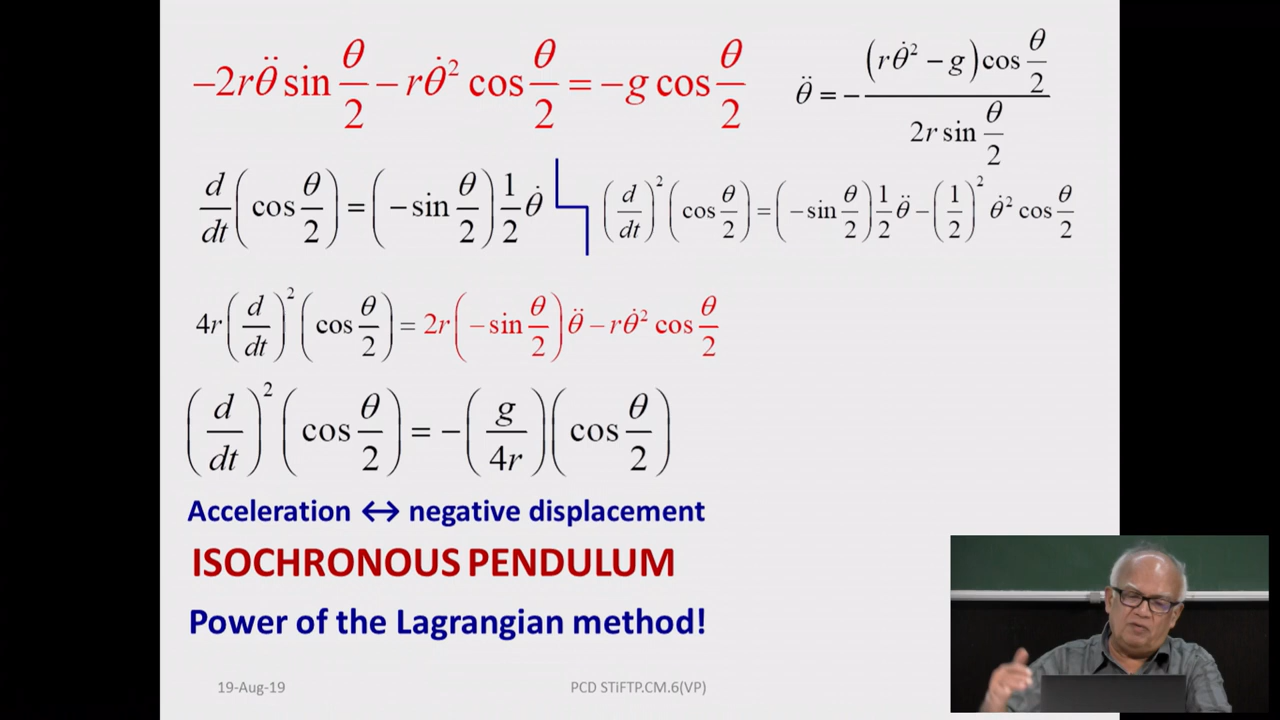 −2rθ̈ sin θ/2 − rθ̇² cos θ/2 = −g cos θ/2
θ̈ = − (rθ̇² − g) cos θ/2 / 2r sin θ/2
d/dt (cos θ/2) = (−sin θ/2) 1/2 θ̇
(d/dt)² (cos θ/2) = (−sin θ/2) 1/2 θ̈ − (1/2)² θ̇² cos θ/2
4r (d/dt)² (cos θ/2) = 2r (−sin θ/2) θ̈ − rθ̇² cos θ/2
(d/dt)² (cos θ/2) = −(g/4r) (cos θ/2)
Acceleration ↔ negative displacement
ISOCHRONOUS PENDULUM
Power of the Lagrangian method!
19-Aug-19
PCD STiFTP.CM.6(VP)